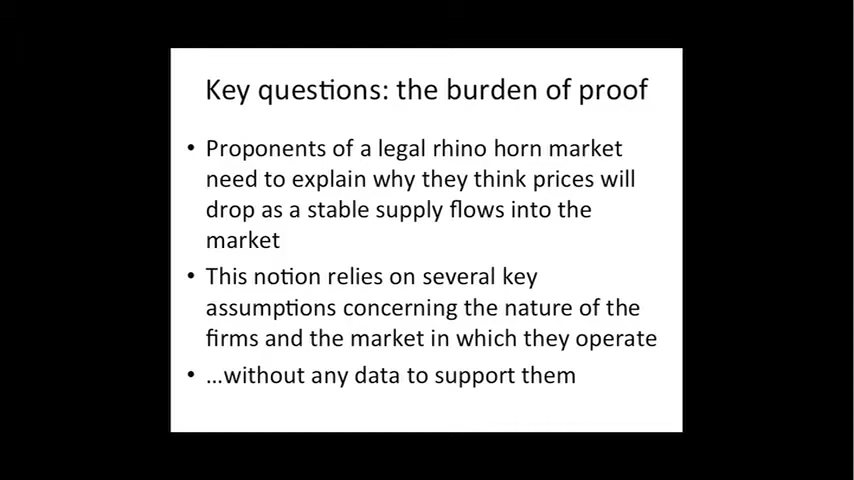 Key questions: the burden of proof
• Proponents of a legal rhino horn market
need to explain why they think prices will
drop as a stable supply flows into the
market
• This notion relies on several key
assumptions concerning the nature of the
firms and the market in which they operate
• …without any data to support them